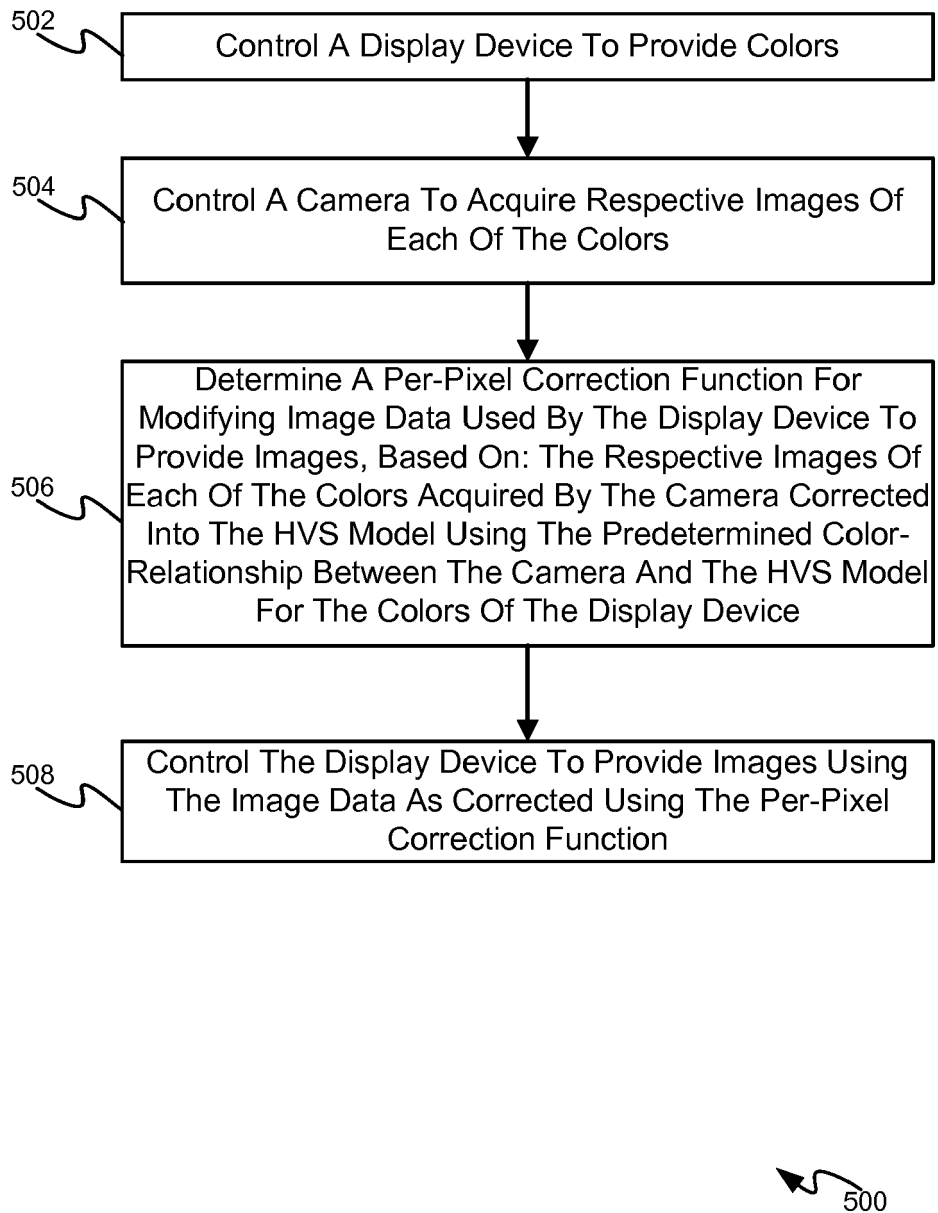 502
Control A Display Device To Provide Colors
504
Control A Camera To Acquire Respective Images Of
Each Of The Colors
506
Determine A Per-Pixel Correction Function For
Modifying Image Data Used By The Display Device To
Provide Images, Based On: The Respective Images Of
Each Of The Colors Acquired By The Camera Corrected
Into The HVS Model Using The Predetermined Color-
Relationship Between The Camera And The HVS Model
For The Colors Of The Display Device
508
Control The Display Device To Provide Images Using
The Image Data As Corrected Using The Per-Pixel
Correction Function
500